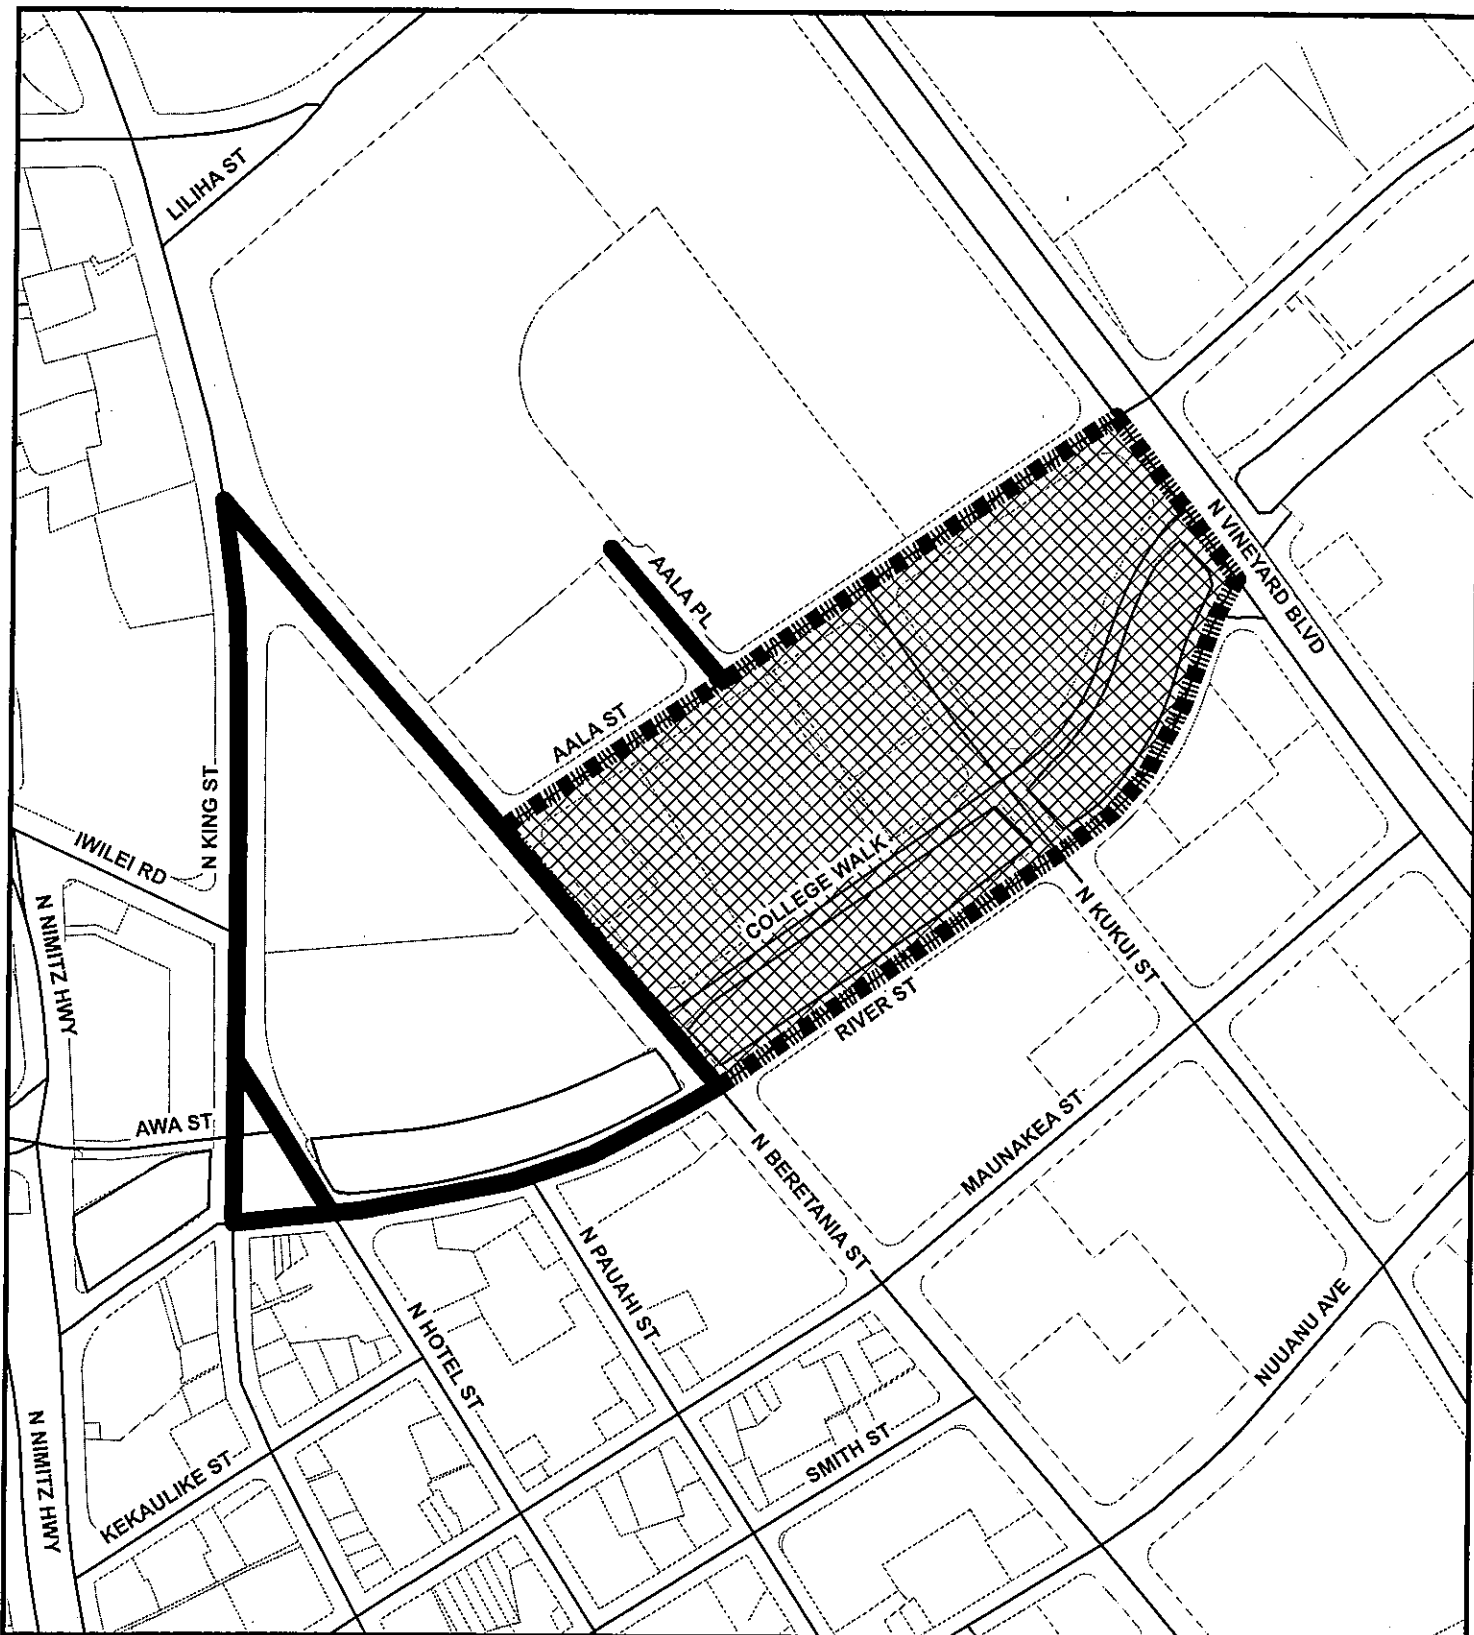 LILIHA ST
N VINEYARD BLVD
AALA PL
AALA ST
N KING ST
IWILEI RD
COLLEGE WALK
N KUKUI ST
N NIMITZ HWY
RIVER ST
AWA ST
MAUNAKEA ST
N BERETANIA ST
N PAUAHI ST
N HOTEL ST
NUUANU AVE
SMITH ST
KEKAULIKE ST
N NIMITZ HWY